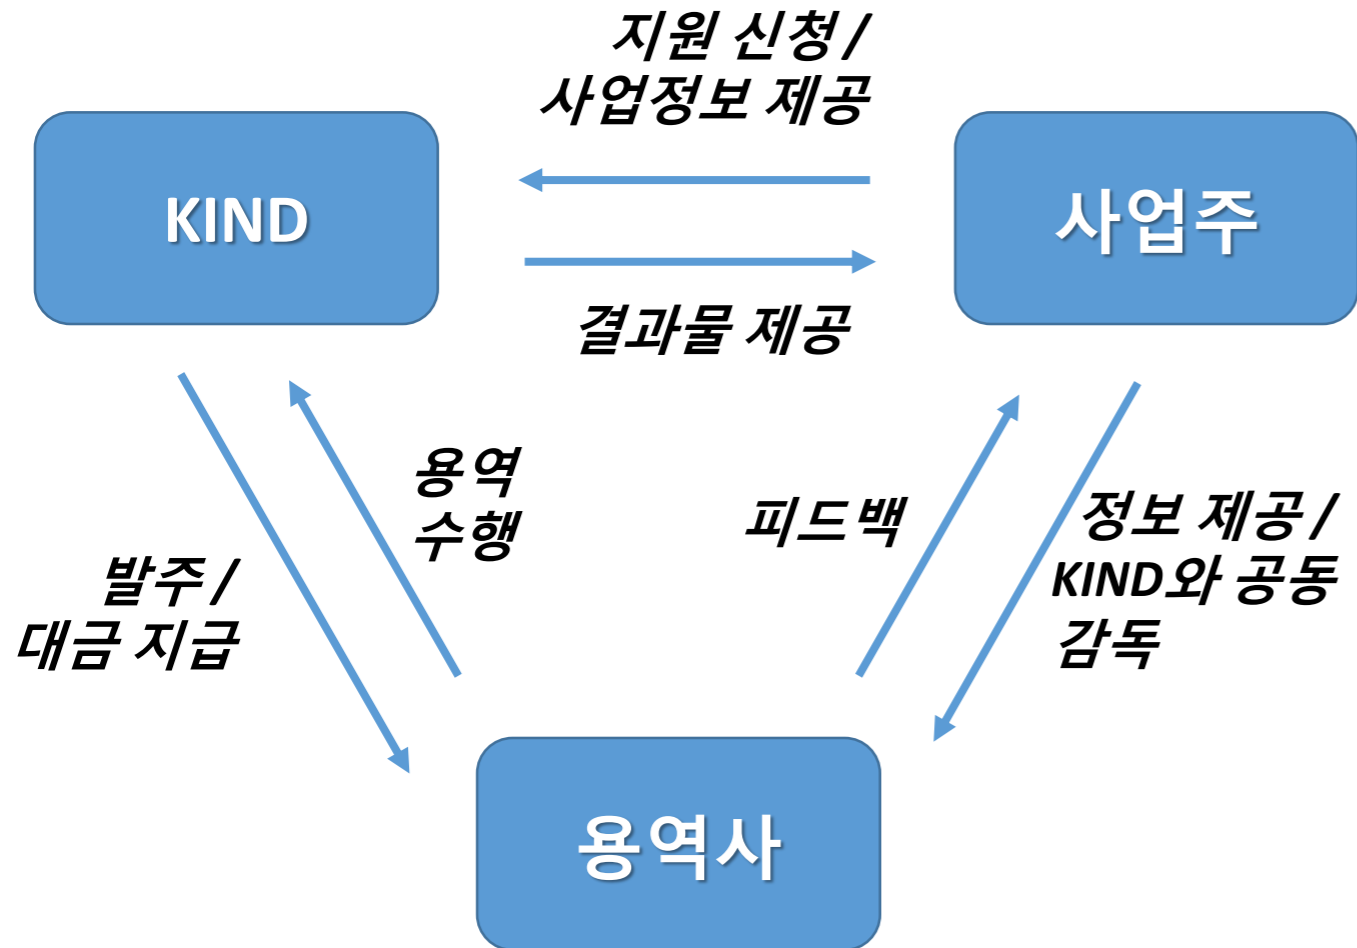 지원 신청 /
사업정보 제공
KIND
사업주
결과물 제공
용역
수행
피드백
정보 제공 /
KIND와 공동
감독
발주 /
대금 지급
용역사